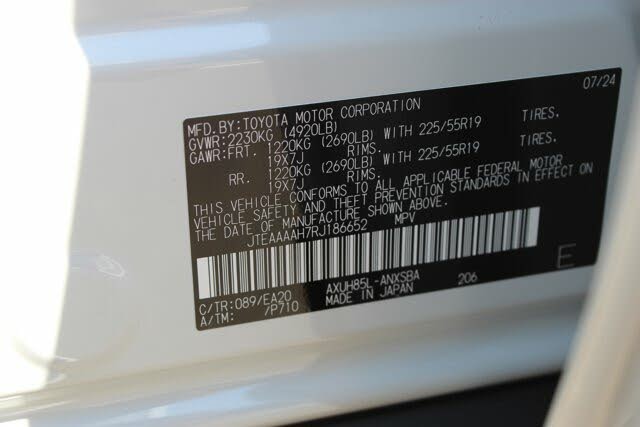 07/24
MFD.BY:TOYOTA MOTOR CORPORATION
GVWR:2230KG (4920LB)
GAWR:FRT. 1220KG (2690LB) WITH 225/55R19 TIRES.
19X7J RIMS.
RR. 1220KG (2690LB) WITH 225/55R19 TIRES.
19X7J RIMS.
THIS VEHICLE CONFORMS TO ALL APPLICABLE FEDERAL MOTOR
VEHICLE SAFETY AND THEFT PREVENTION STANDARDS IN EFFECT ON
THE DATE OF MANUFACTURE SHOWN ABOVE.
JTEAAAAH7RJ186652 MPV
C/TR:089/EA20 AXUH85L-ANXSBA 206
A/TM: /P710 MADE IN JAPAN
E